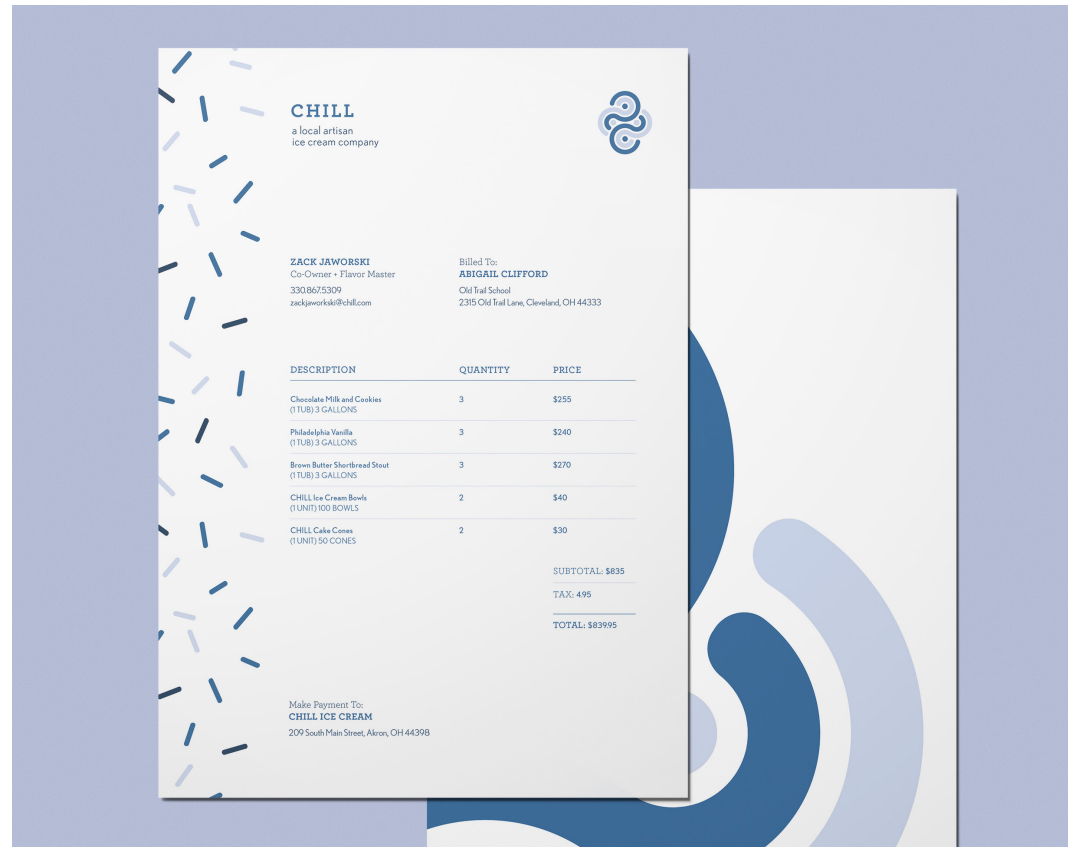 CHILL
a local artisan
ice cream company
ZACK JAWORSKI
Co-Owner + Flavor Master
330.867.5309
zackjaworkski@chill.com
Billed To:
ABIGAIL CLIFFORD
Old Trail School
2315 Old Trail Lane, Cleveland, OH 44333
DESCRIPTION QUANTITY PRICE
Chocolate Milk and Cookies 3 $255
(1 TUB) 3 GALLONS
Philadelphia Vanilla 3 $240
(1 TUB) 3 GALLONS
Brown Butter Shortbread Stout 3 $270
(1 TUB) 3 GALLONS
CHILL Ice Cream Bowls 2 $40
(1 UNIT) 100 BOWLS
CHILL Cake Cones 2 $30
(1 UNIT) 50 CONES
SUBTOTAL: $835
TAX: 4.95
TOTAL: $839.95
Make Payment To:
CHILL ICE CREAM
209 South Main Street, Akron, OH 44398